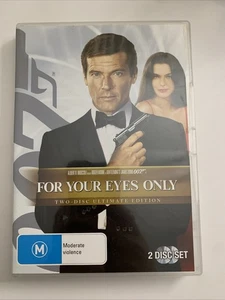 007
FOR YOUR EYES ONLY
TWO-DISC ULTIMATE EDITION
M
Moderate
violence
2 DISC SET